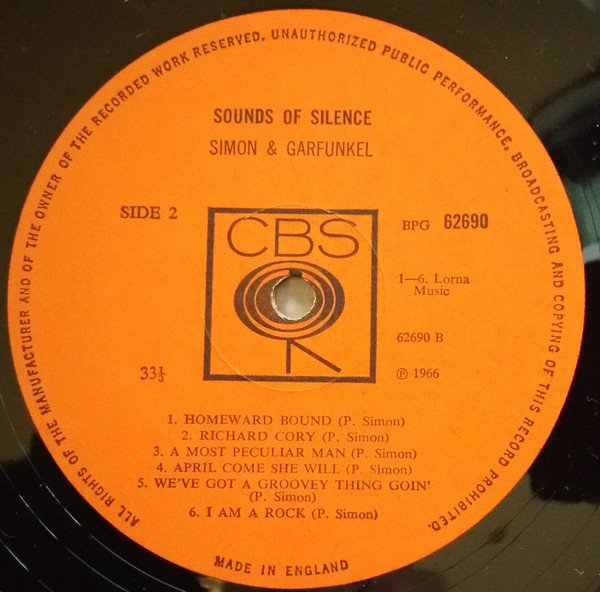 ALL RIGHTS OF THE MANUFACTURER AND OF THE OWNER OF THE RECORDED WORK RESERVED. UNAUTHORIZED PUBLIC PERFORMANCE, BROADCASTING AND COPYING OF THIS RECORD PROHIBITED.
SOUNDS OF SILENCE
SIMON & GARFUNKEL
SIDE 2
CBS
BPG 62690
1—6. Lorna
Music
62690 B
33⅓
℗ 1966
1. HOMEWARD BOUND (P. Simon)
2. RICHARD CORY (P. Simon)
3. A MOST PECULIAR MAN (P. Simon)
4. APRIL COME SHE WILL (P. Simon)
5. WE'VE GOT A GROOVEY THING GOIN'
(P. Simon)
6. I AM A ROCK (P. Simon)
MADE IN ENGLAND